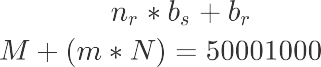 n_r * b_s + b_r
M + (m * N) = 50001000